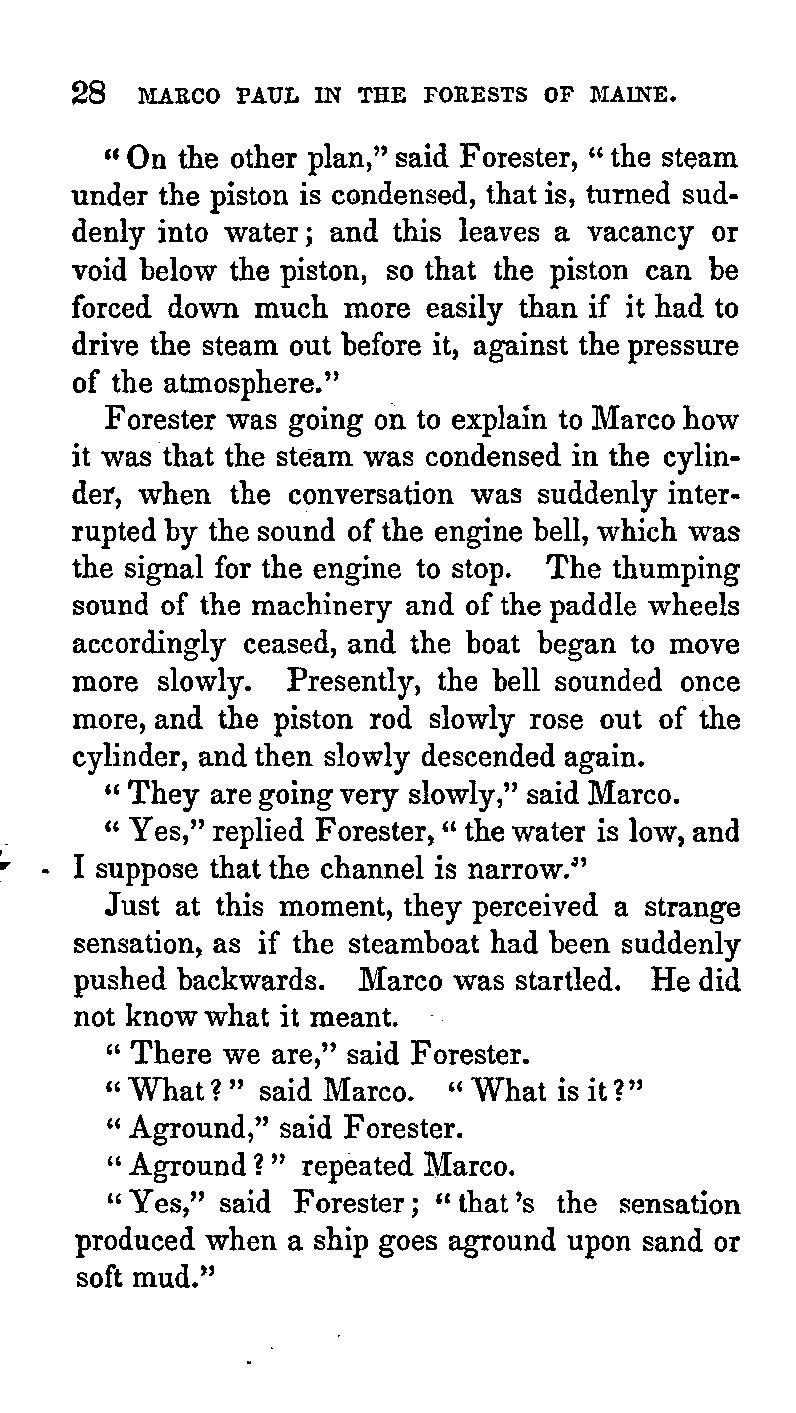 28 MARCO PAUL IN THE FORESTS OF MAINE.
“On the other plan,” said Forester, “the steam
under the piston is condensed, that is, turned sud-
denly into water; and this leaves a vacancy or
void below the piston, so that the piston can be
forced down much more easily than if it had to
drive the steam out before it, against the pressure
of the atmosphere.”
Forester was going on to explain to Marco how
it was that the steam was condensed in the cylin-
der, when the conversation was suddenly inter-
rupted by the sound of the engine bell, which was
the signal for the engine to stop. The thumping
sound of the machinery and of the paddle wheels
accordingly ceased, and the boat began to move
more slowly. Presently, the bell sounded once
more, and the piston rod slowly rose out of the
cylinder, and then slowly descended again.
“They are going very slowly,” said Marco.
“Yes,” replied Forester, “the water is low, and
I suppose that the channel is narrow.”
Just at this moment, they perceived a strange
sensation, as if the steamboat had been suddenly
pushed backwards. Marco was startled. He did
not know what it meant.
“There we are,” said Forester.
“What?” said Marco. “What is it?”
“Aground,” said Forester.
“Aground?” repeated Marco.
“Yes,” said Forester; “that's the sensation
produced when a ship goes aground upon sand or
soft mud.”